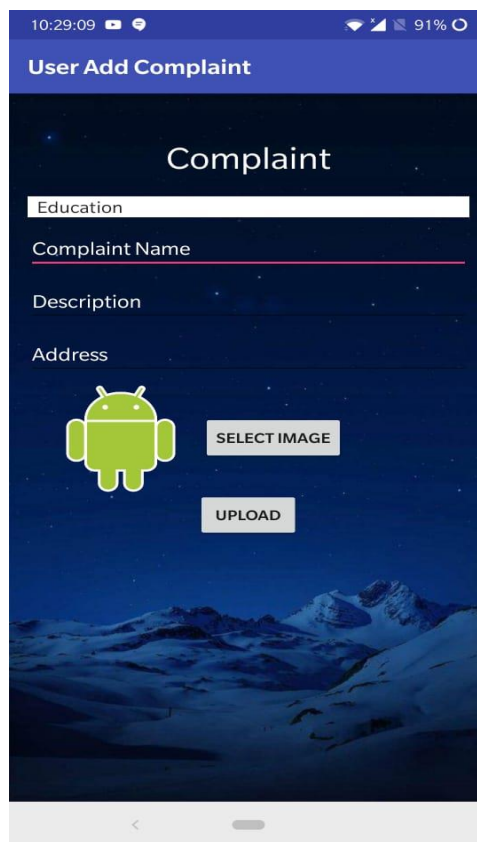 10:29:09 91%
User Add Complaint
Complaint
Education
Complaint Name
Description
Address
SELECT IMAGE
UPLOAD